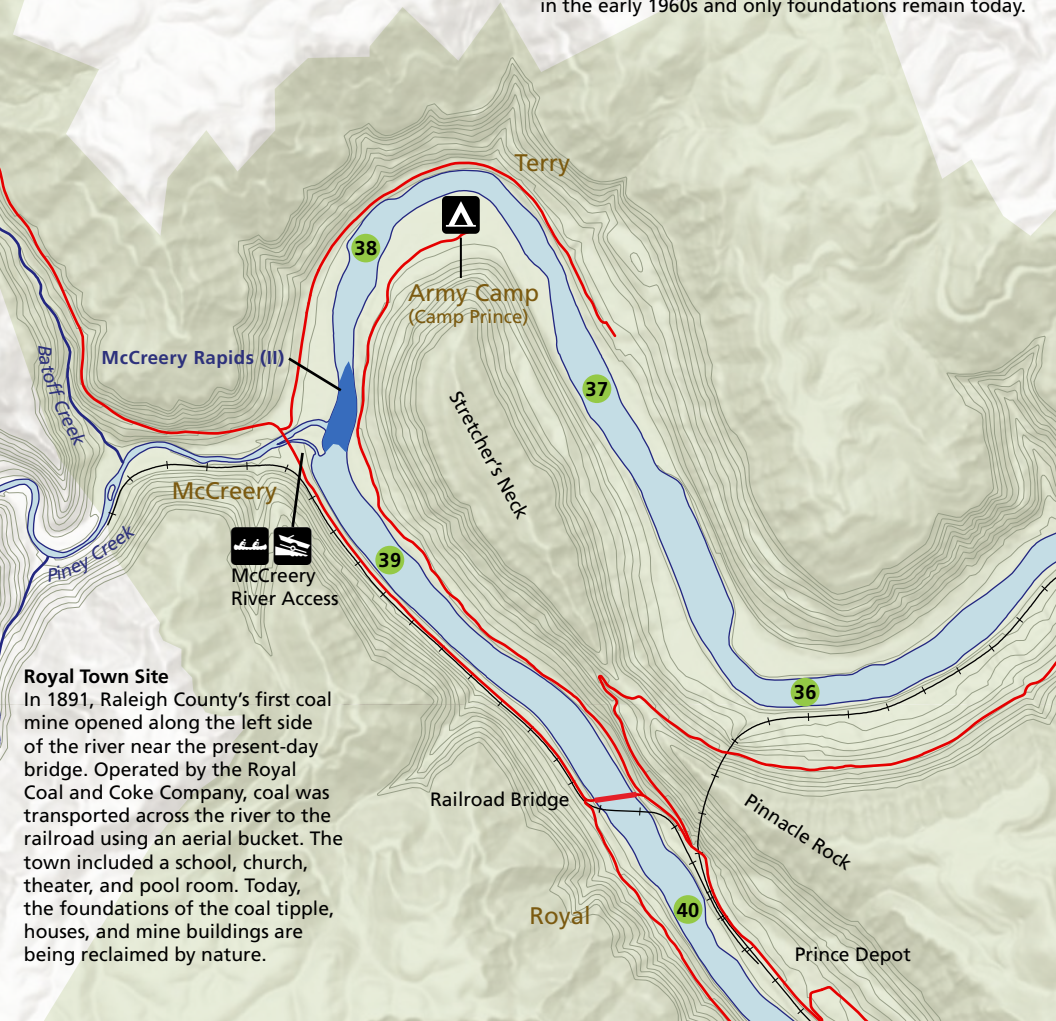 in the early 1960s and only foundations remain today.
Terry
38
Army Camp
(Camp Prince)
McCreery Rapids (II)
Batoff Creek
37
Stretcher's Neck
McCreery
Piney Creek
39
McCreery
River Access
Royal Town Site
In 1891, Raleigh County's first coal
mine opened along the left side
of the river near the present-day
bridge. Operated by the Royal
Coal and Coke Company, coal was
transported across the river to the
railroad using an aerial bucket. The
town included a school, church,
theater, and pool room. Today,
the foundations of the coal tipple,
houses, and mine buildings are
being reclaimed by nature.
36
Railroad Bridge
Pinnacle Rock
Royal
40
Prince Depot